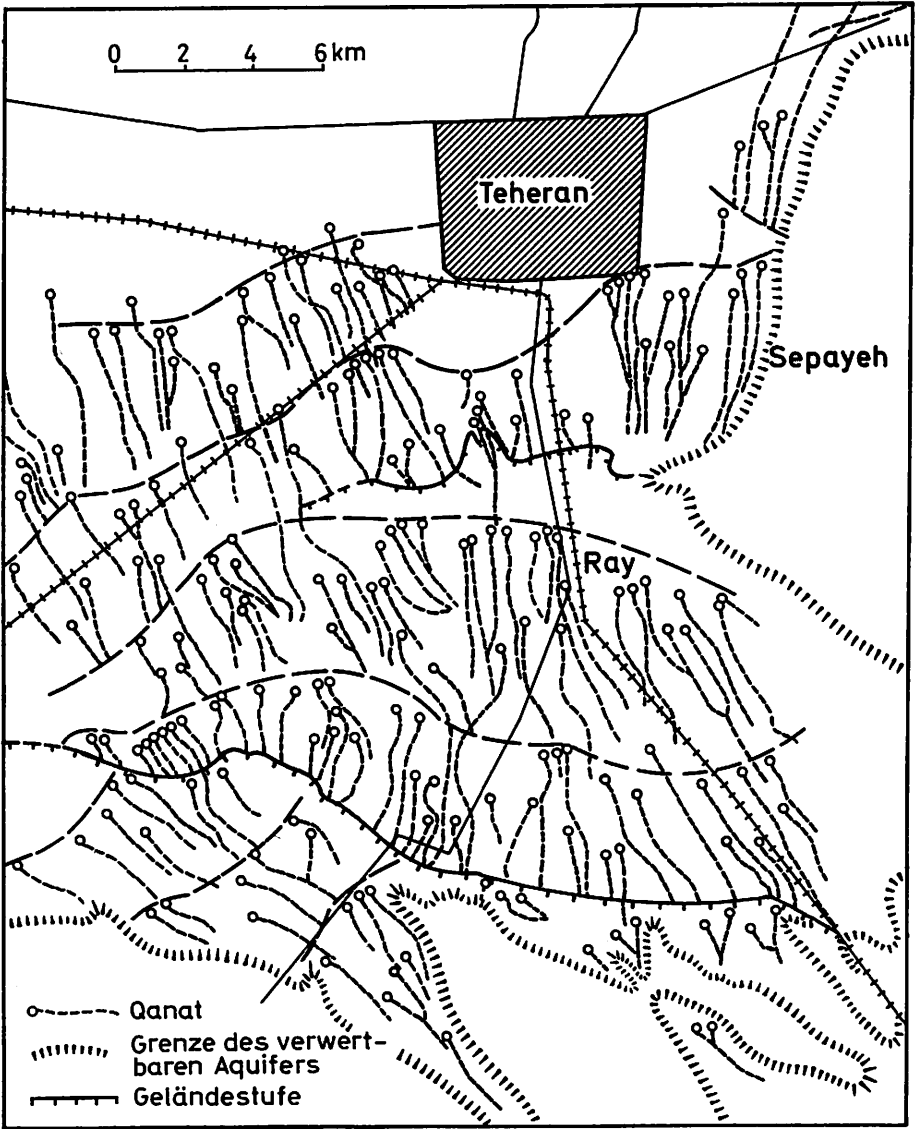 0 2 4 6 km
Teheran
Sepayeh
Ray
Qanat
Grenze des verwert-
baren Aquifers
Geländestufe